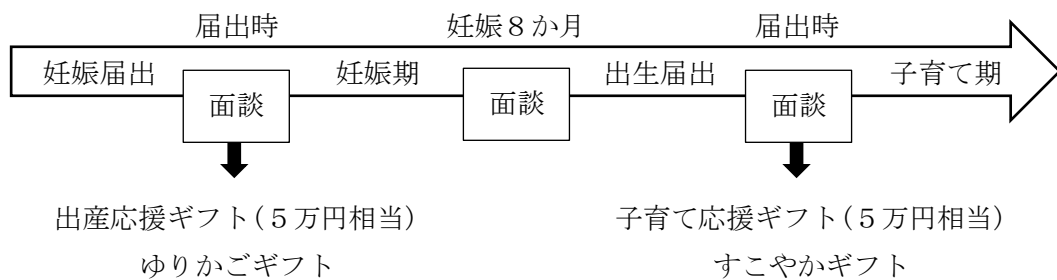 届出時 妊娠８か月 届出時
妊娠届出 妊娠期 出生届出 子育て期
面談 面談 面談
出産応援ギフト(５万円相当) 子育て応援ギフト(５万円相当)
ゆりかごギフト すこやかギフト